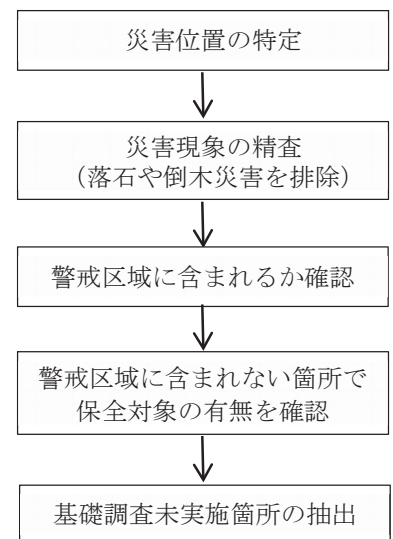 災害位置の特定
災害現象の精査
(落石や倒木災害を排除)
警戒区域に含まれるか確認
警戒区域に含まれない箇所で
保全対象の有無を確認
基礎調査未実施箇所の抽出